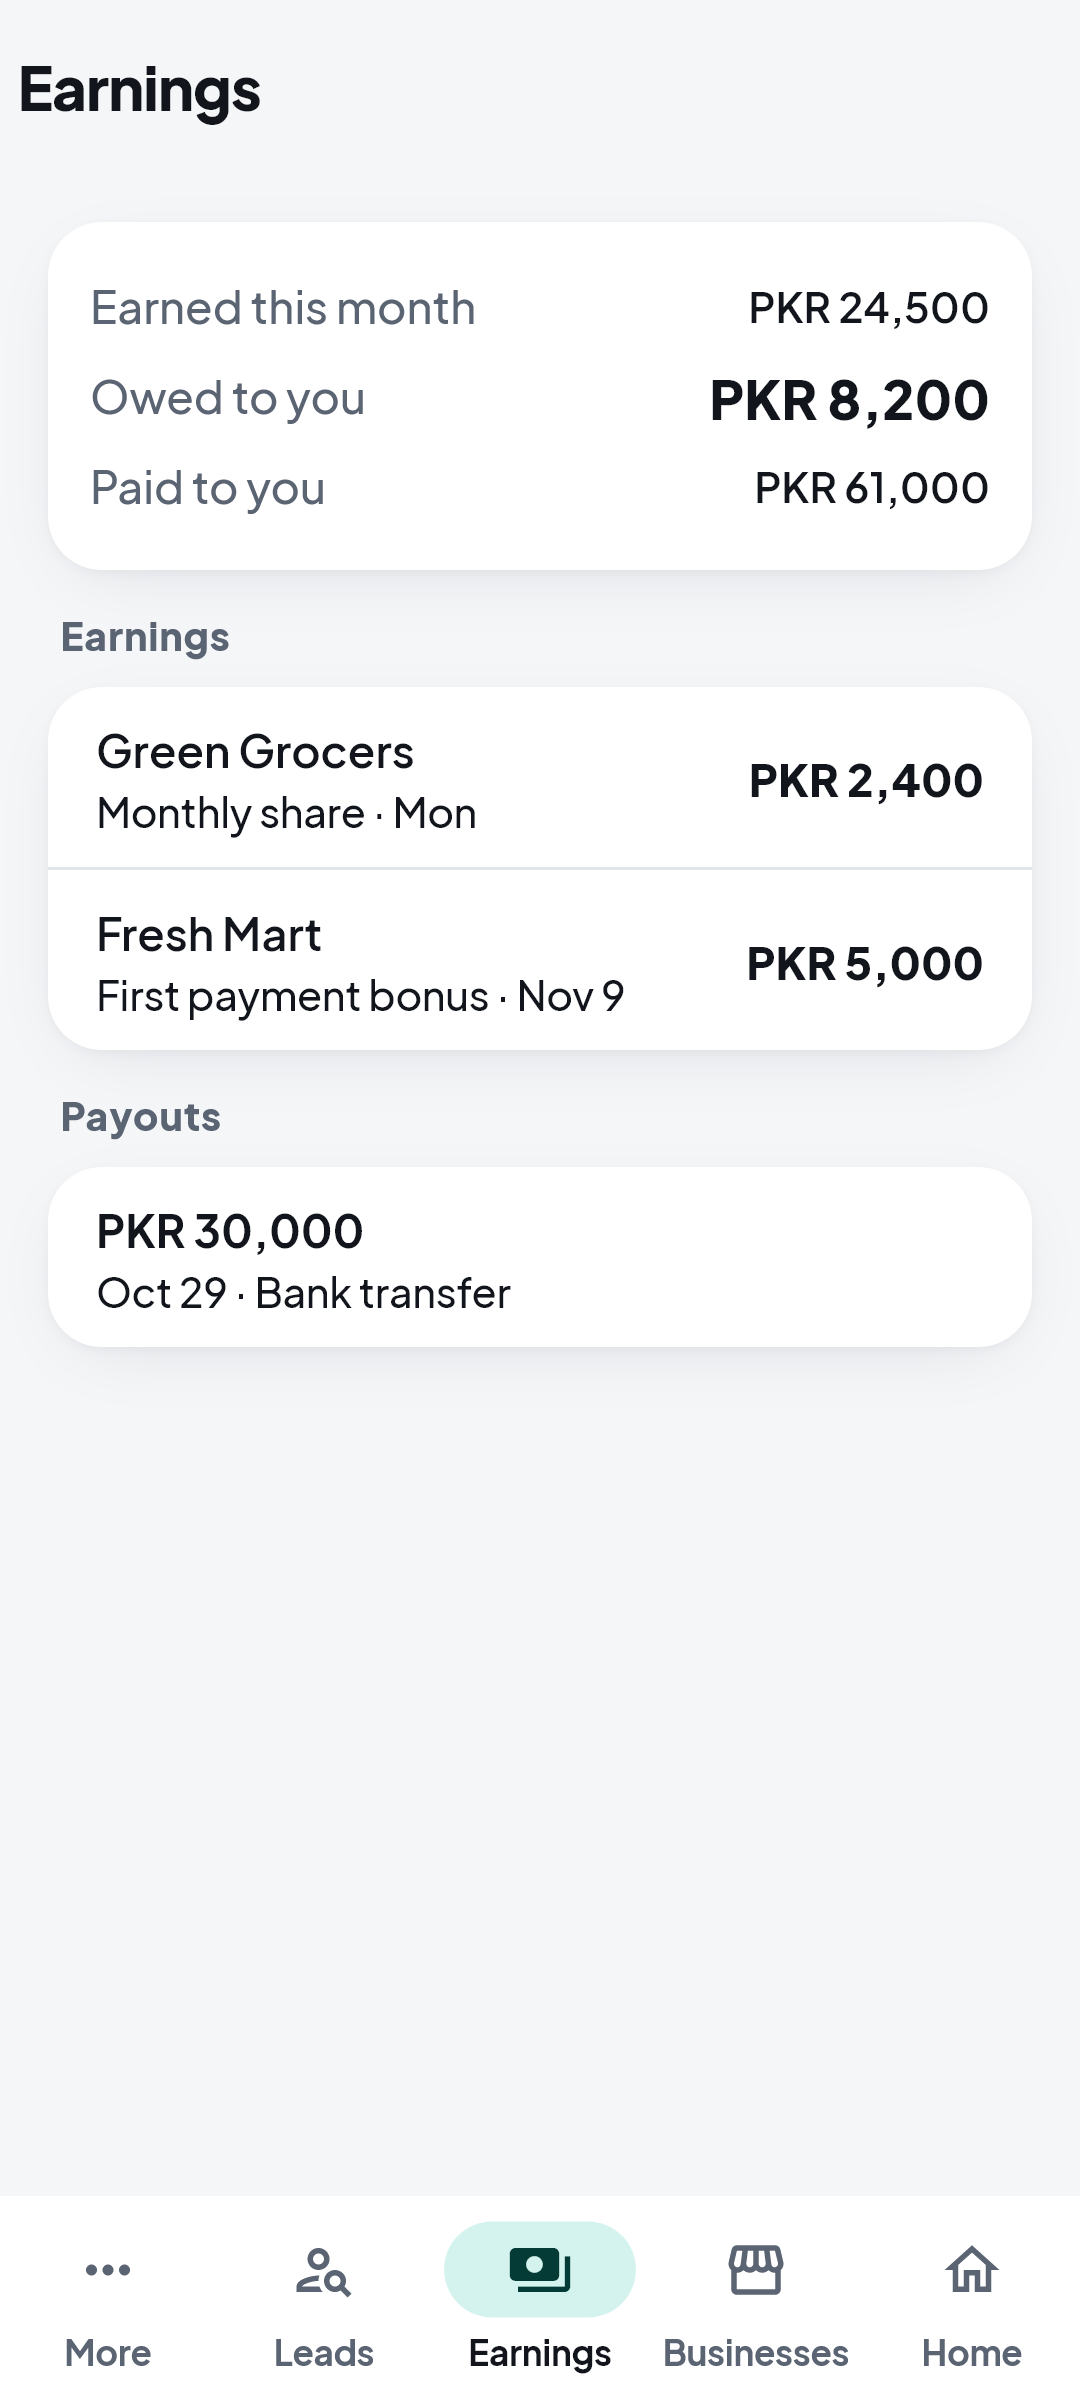 Earnings
Earned this month PKR 24,500
Owed to you PKR 8,200
Paid to you PKR 61,000
Earnings
Green Grocers
Monthly share · Mon
PKR 2,400
Fresh Mart
First payment bonus · Nov 9
PKR 5,000
Payouts
PKR 30,000
Oct 29 · Bank transfer
More Leads Earnings Businesses Home